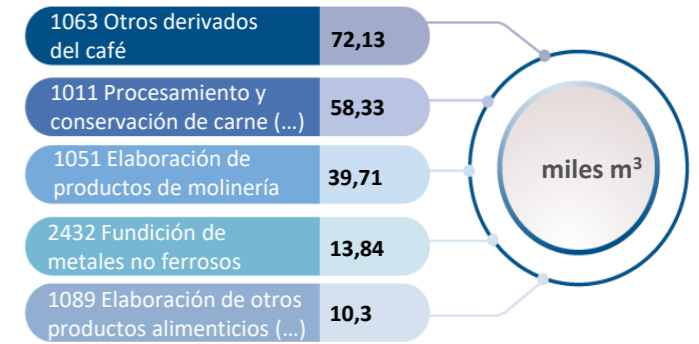 1063 Otros derivados
del café
72,13
1011 Procesamiento y
conservación de carne (...)
58,33
1051 Elaboración de
productos de molinería
39,71
2432 Fundición de
metales no ferrosos
13,84
1089 Elaboración de otros
productos alimenticios (...)
10,3
miles m³